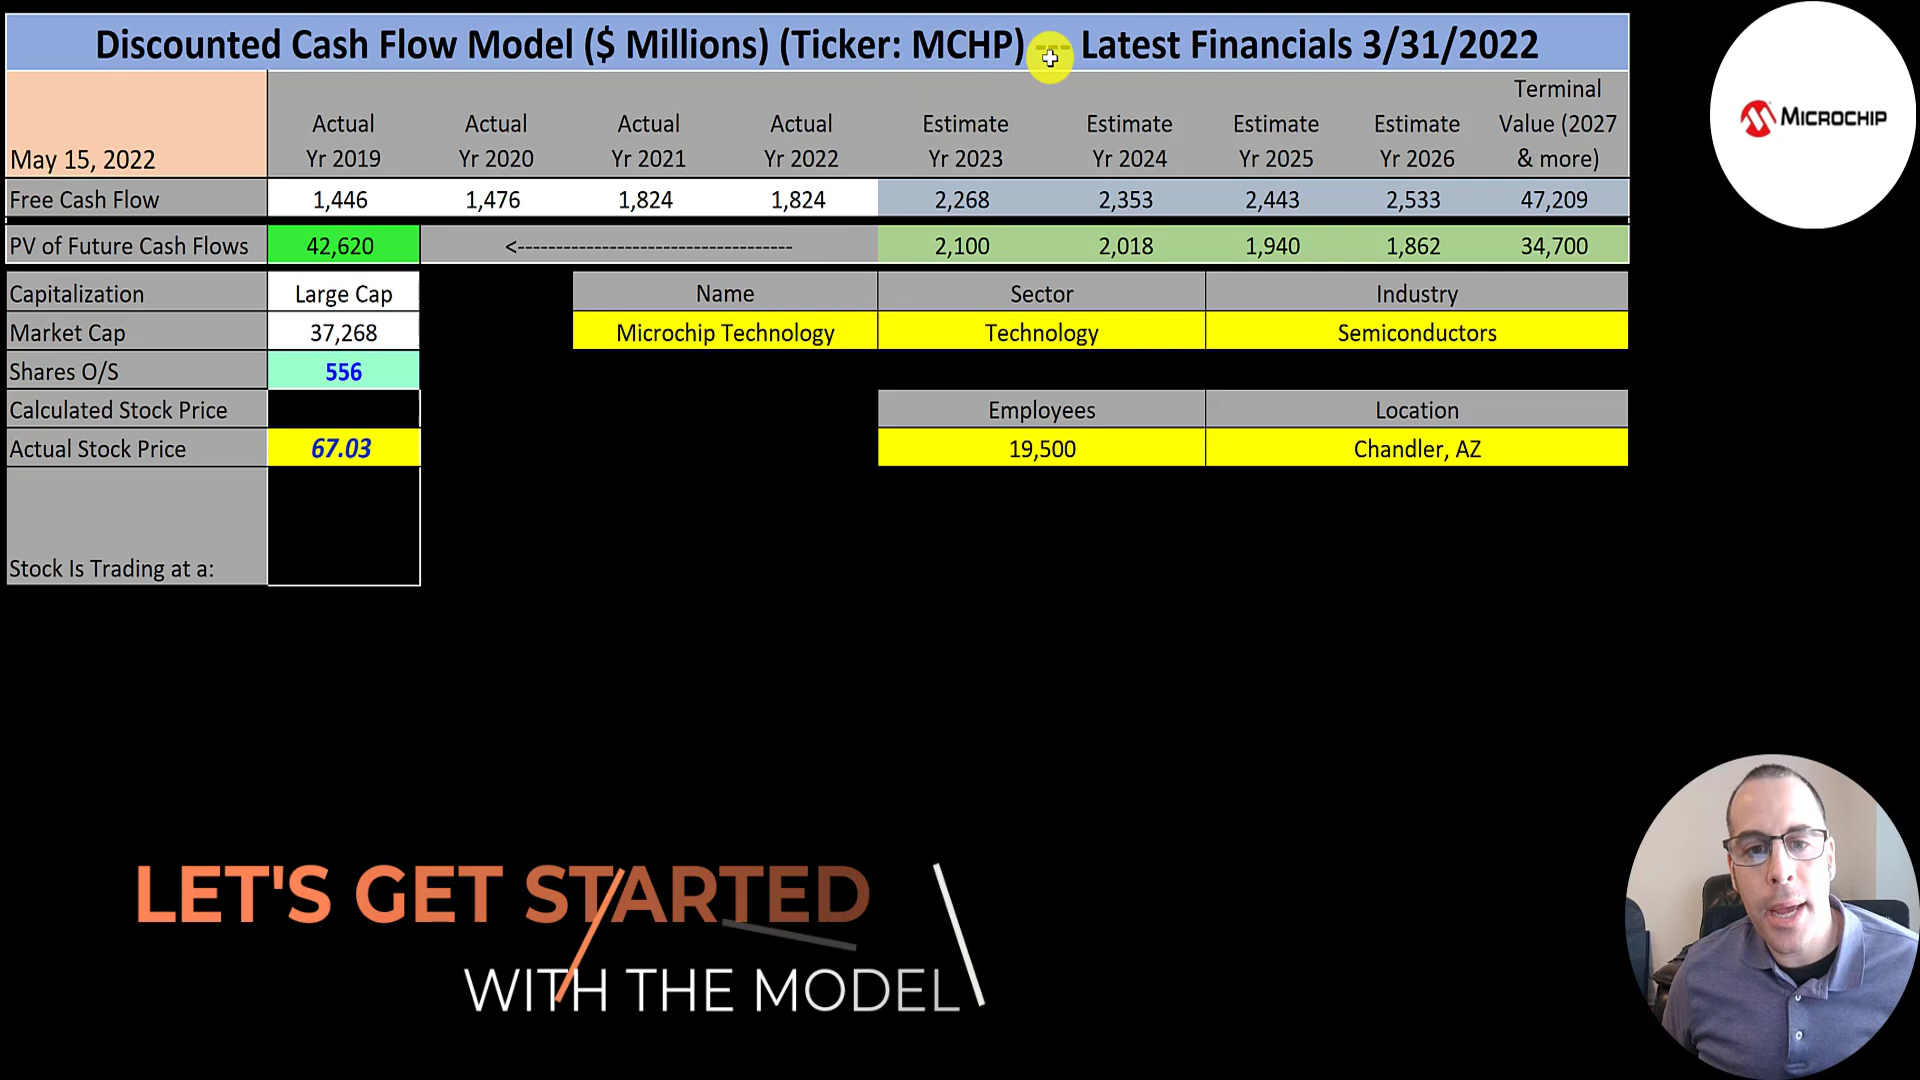 Discounted Cash Flow Model ($ Millions) (Ticker: MCHP) --- Latest Financials 3/31/2022
MICROCHIP
May 15, 2022 Actual Yr 2019 Actual Yr 2020 Actual Yr 2021 Actual Yr 2022 Estimate Yr 2023 Estimate Yr 2024 Estimate Yr 2025 Estimate Yr 2026 Terminal Value (2027 & more)
Free Cash Flow 1,446 1,476 1,824 1,824 2,268 2,353 2,443 2,533 47,209
PV of Future Cash Flows 42,620 <------------------------------------ 2,100 2,018 1,940 1,862 34,700
Capitalization Large Cap Name Sector Industry
Market Cap 37,268 Microchip Technology Technology Semiconductors
Shares O/S 556
Calculated Stock Price Employees Location
Actual Stock Price 67.03 19,500 Chandler, AZ
Stock Is Trading at a:
LET'S GET STARTED
WITH THE MODEL